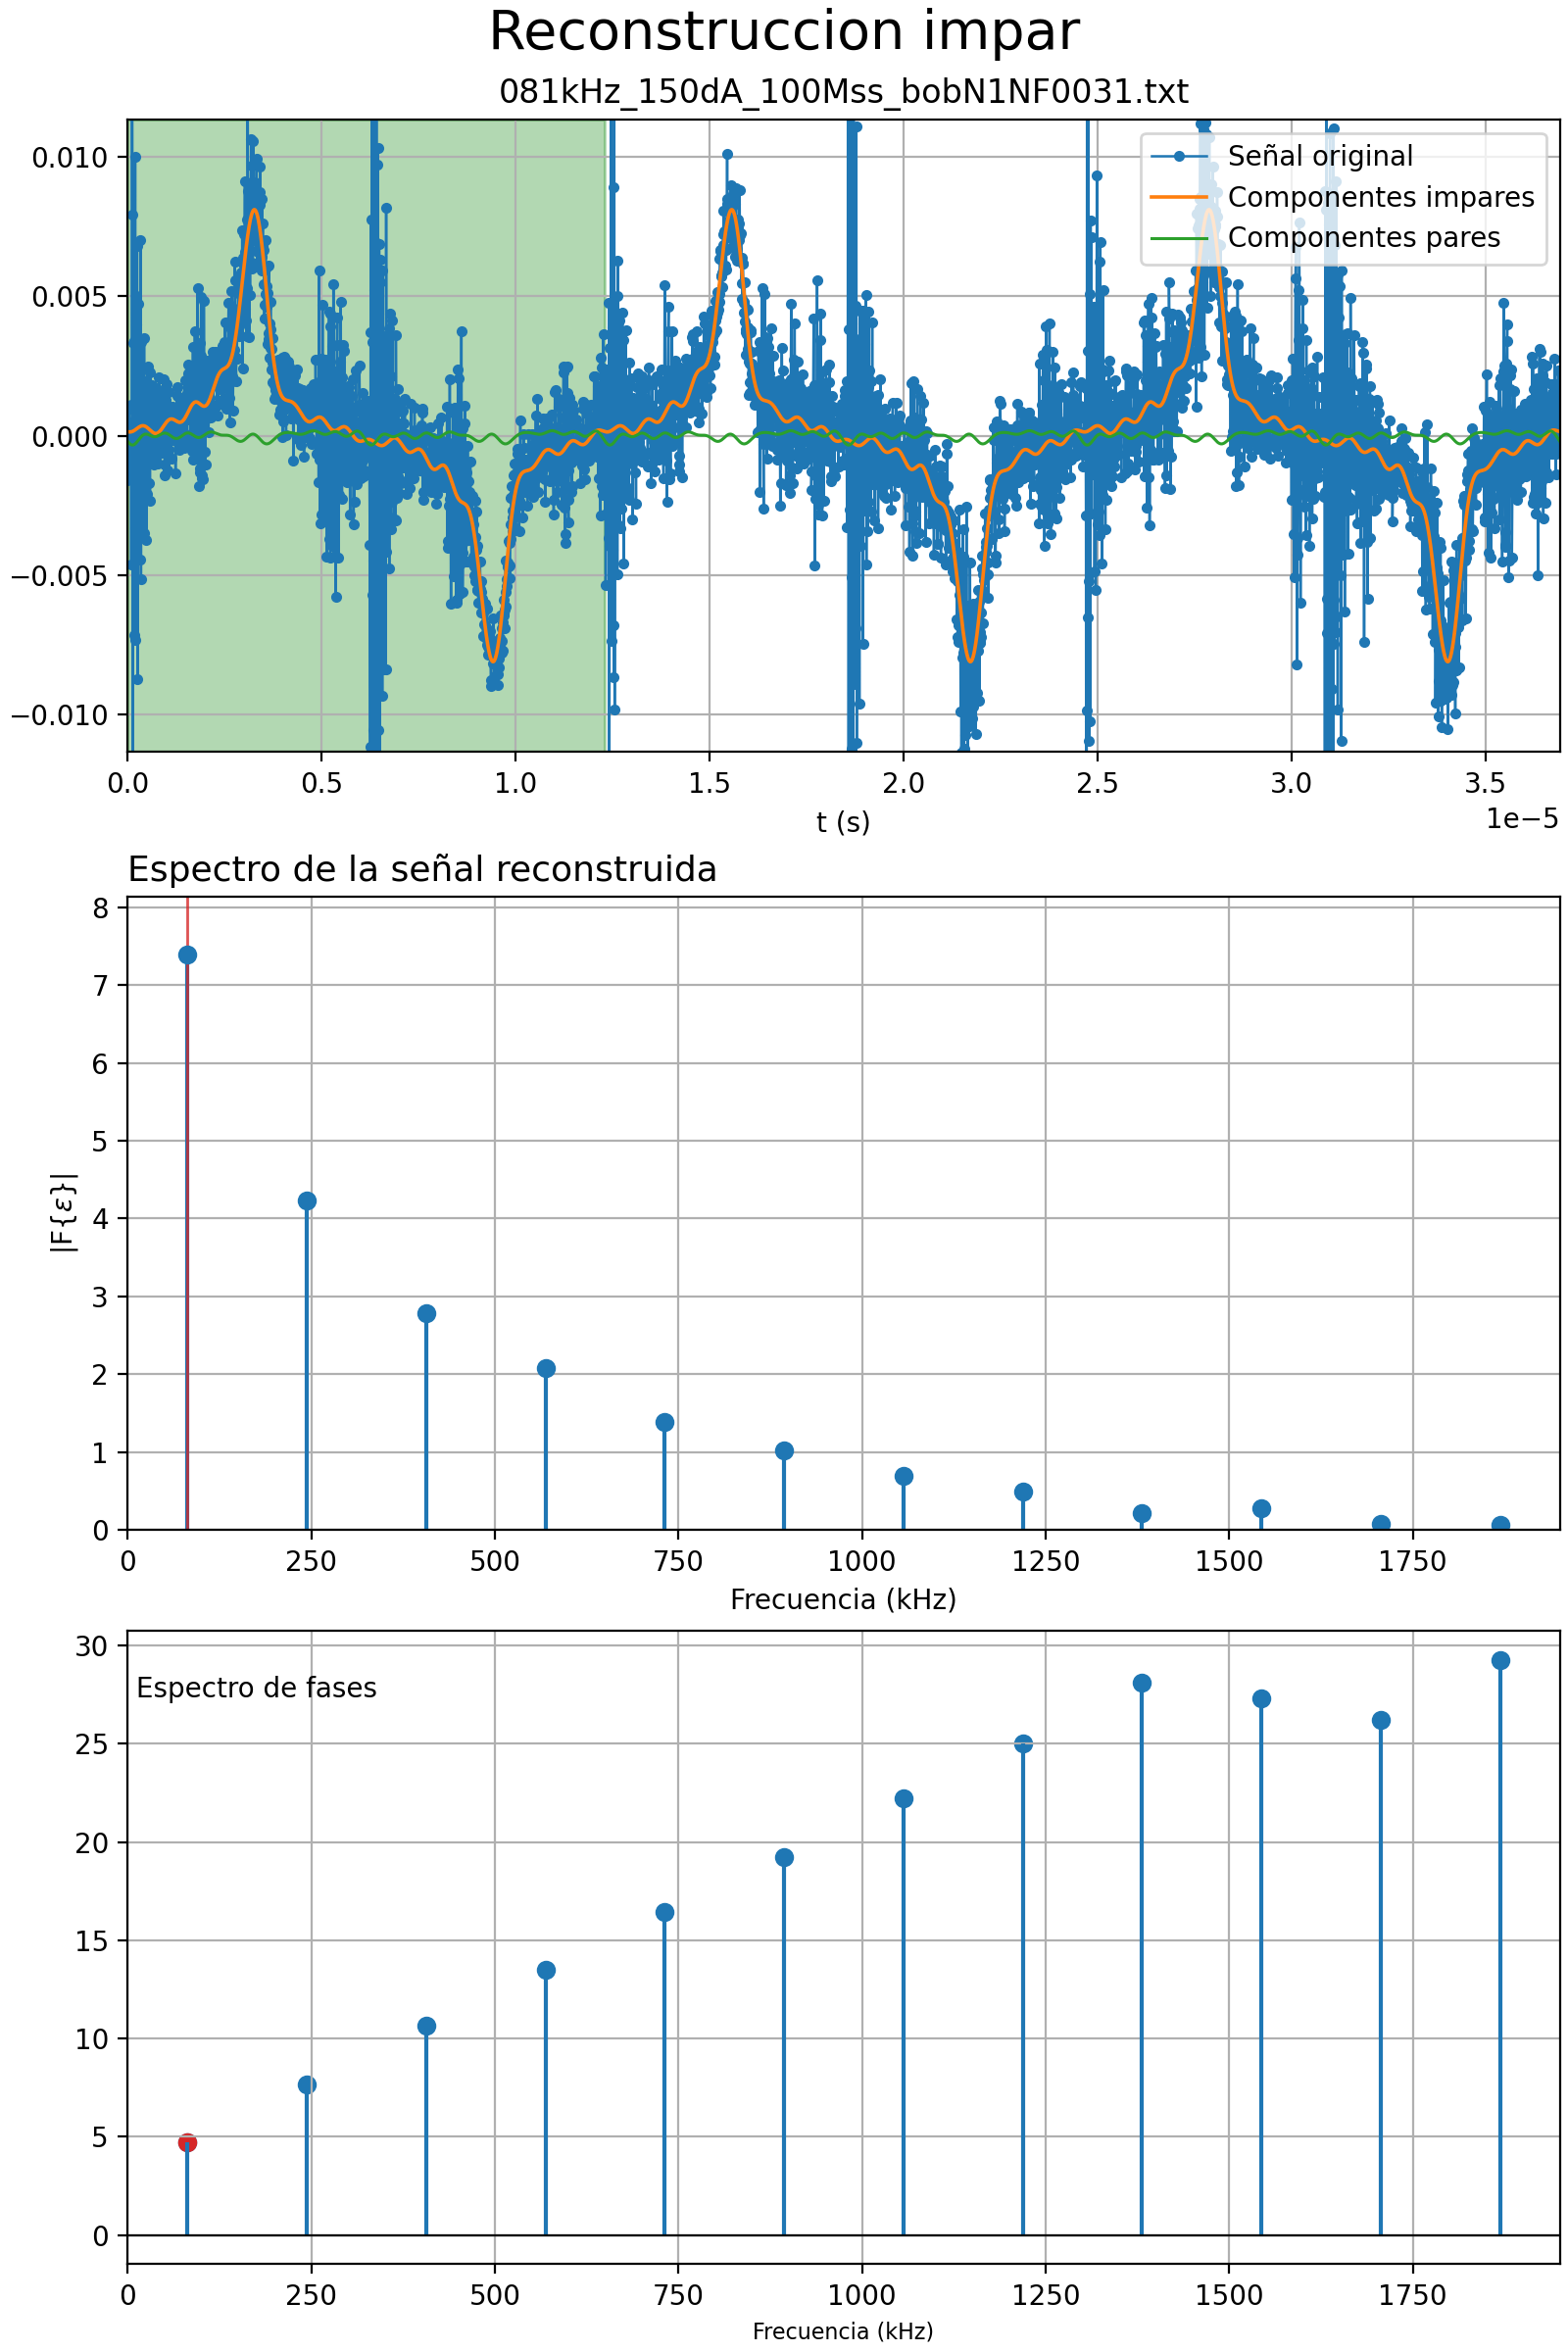 Reconstruccion impar
081kHz_150dA_100Mss_bobN1NF0031.txt
0.010
0.005
0.000
−0.005
−0.010
Señal original
Componentes impares
Componentes pares
0.0 0.5 1.0 1.5 2.0 2.5 3.0 3.5
t (s)
1e−5
Espectro de la señal reconstruida
8
7
6
5
4
3
2
1
0
|F{ε}|
0 250 500 750 1000 1250 1500 1750
Frecuencia (kHz)
30
25
20
15
10
5
0
Espectro de fases
0 250 500 750 1000 1250 1500 1750
Frecuencia (kHz)